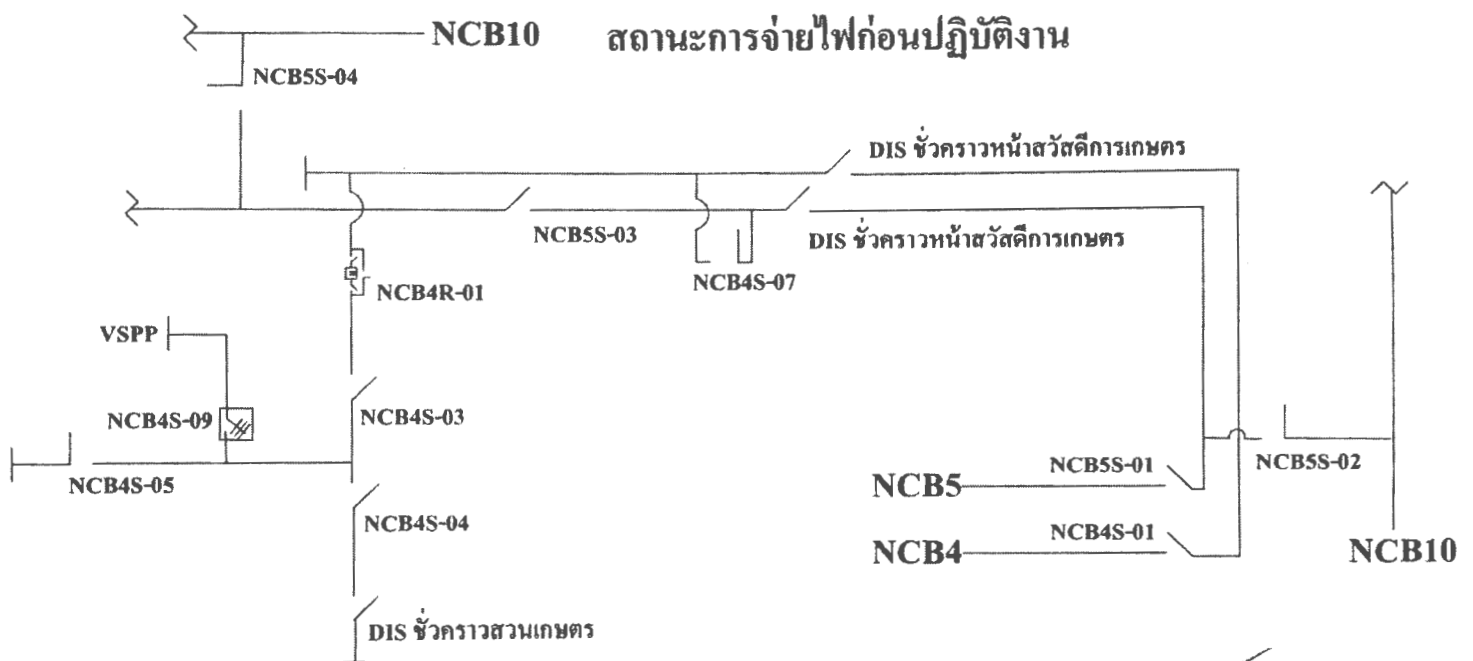 NCB10 สถานะการจ่ายไฟก่อนปฏิบัติงาน
NCB5S-04
DIS ชั่วคราวหน้าสวัสดีการเกษตร
NCB5S-03
DIS ชั่วคราวหน้าสวัสดีการเกษตร
NCB4S-07
NCB4R-01
VSPP
NCB4S-09
NCB4S-03
NCB4S-05
NCB5
NCB5S-01
NCB5S-02
NCB4S-04
NCB4
NCB4S-01
NCB10
DIS ชั่วคราวสวนเกษตร